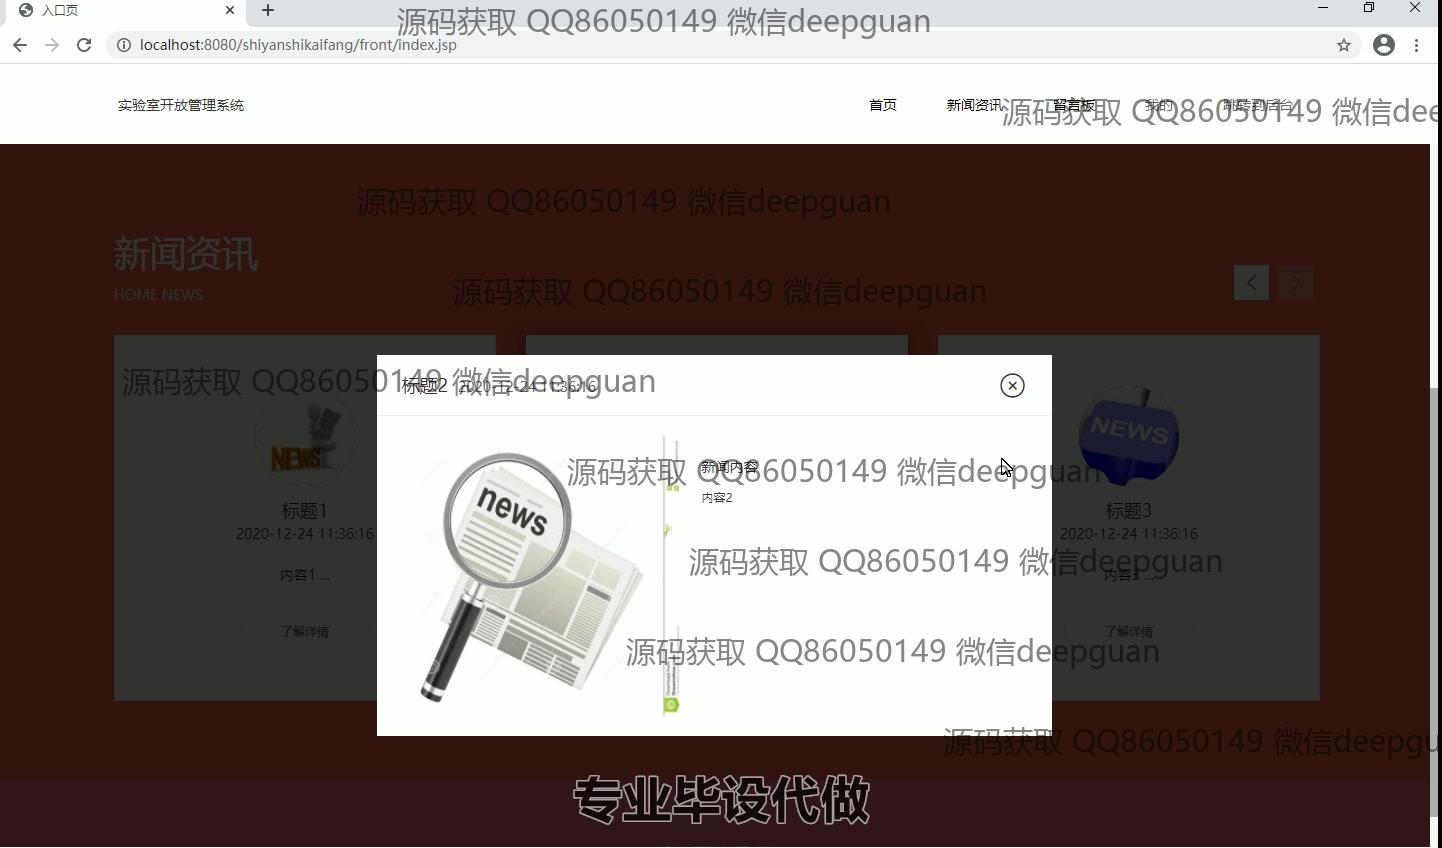 入口页
源码获取 QQ86050149 微信deepguan
localhost:8080/shiyanshikaifang/front/index.jsp
实验室开放管理系统
首页 新闻资讯 留言板 我的 跳转到后台
源码获取 QQ86050149 微信dee
源码获取 QQ86050149 微信deepguan
新闻资讯
HOME NEWS
源码获取 QQ86050149 微信deepguan
标题2 2020-12-24 11:36:16
源码获取 QQ86050149 微信deepguan
NEWS
NEWS
news
新闻内容
源码获取 QQ86050149 微信deepguan
内容2
标题1
2020-12-24 11:36:16
标题3
2020-12-24 11:36:16
源码获取 QQ86050149 微信deepguan
内容1 ...
内容3 ...
了解详情
了解详情
源码获取 QQ86050149 微信deepguan
源码获取 QQ86050149 微信deepgu
专业毕设代做